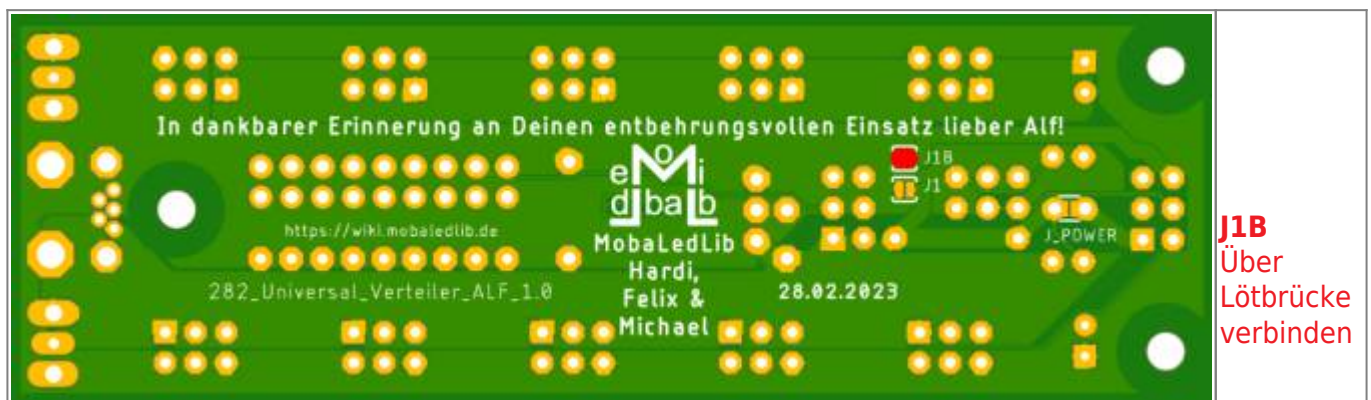 In dankbarer Erinnerung an Deinen entbehrungsvollen Einsatz lieber Alf!
J1B
J1
https://wiki.mobaledlib.de
MobaLedLib
Hardi,
Felix &
Michael
282_Universal_Verteiler_ALF_1.0
28.02.2023
J_POWER
J1B
Über
Lötbrücke
verbinden